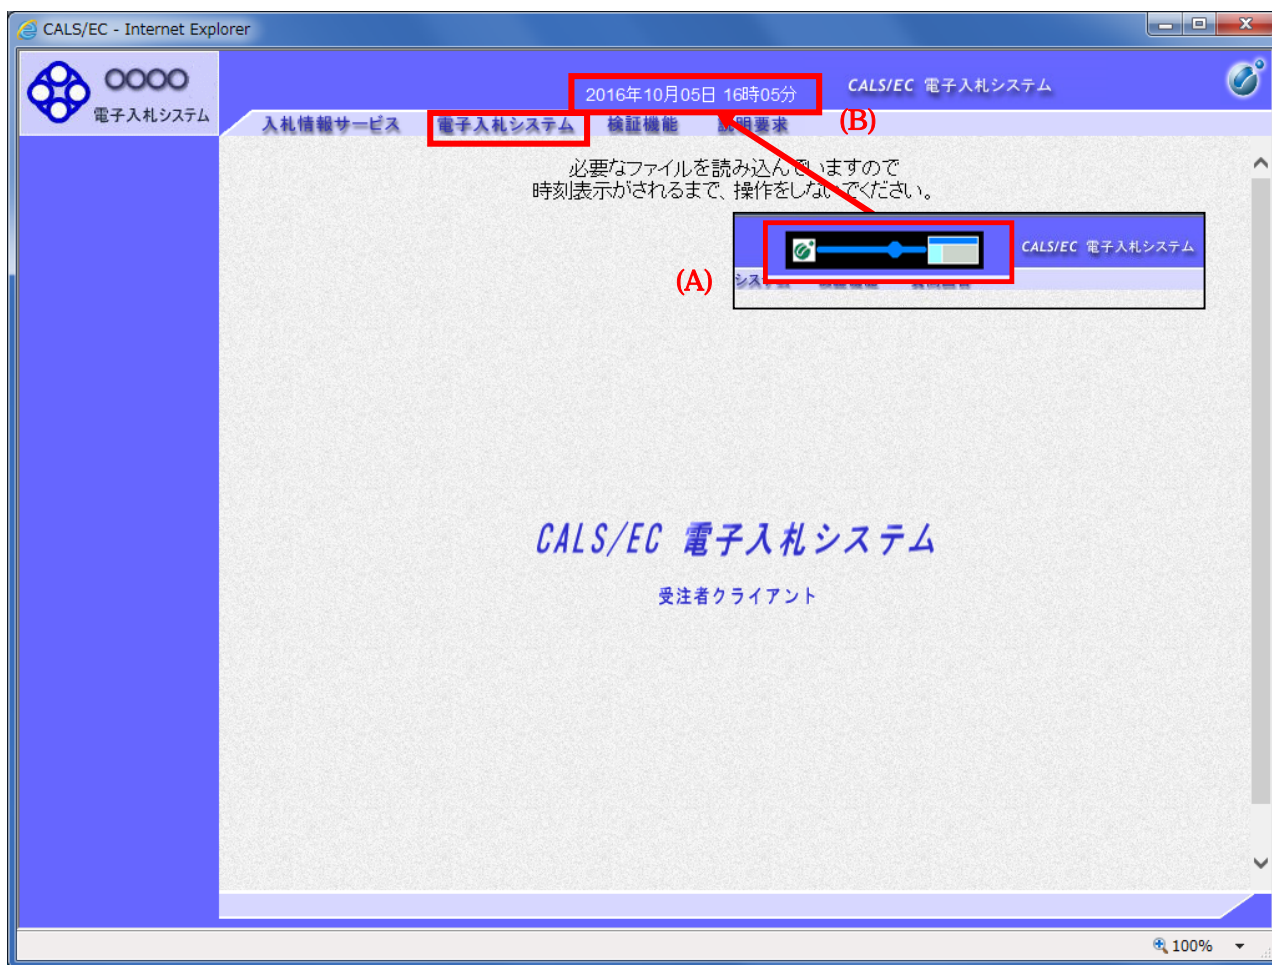 CALS/EC - Internet Explorer
〇〇〇〇
電子入札システム
2016年10月05日 16時05分
CALS/EC 電子入札システム
(B)
入札情報サービス 電子入札システム 検証機能 説明要求
必要なファイルを読み込んでいますので
時刻表示がされるまで、操作をしないでください。
CALS/EC 電子入札システム
(A)
システム
CALS/EC 電子入札システム
受注者クライアント
100%